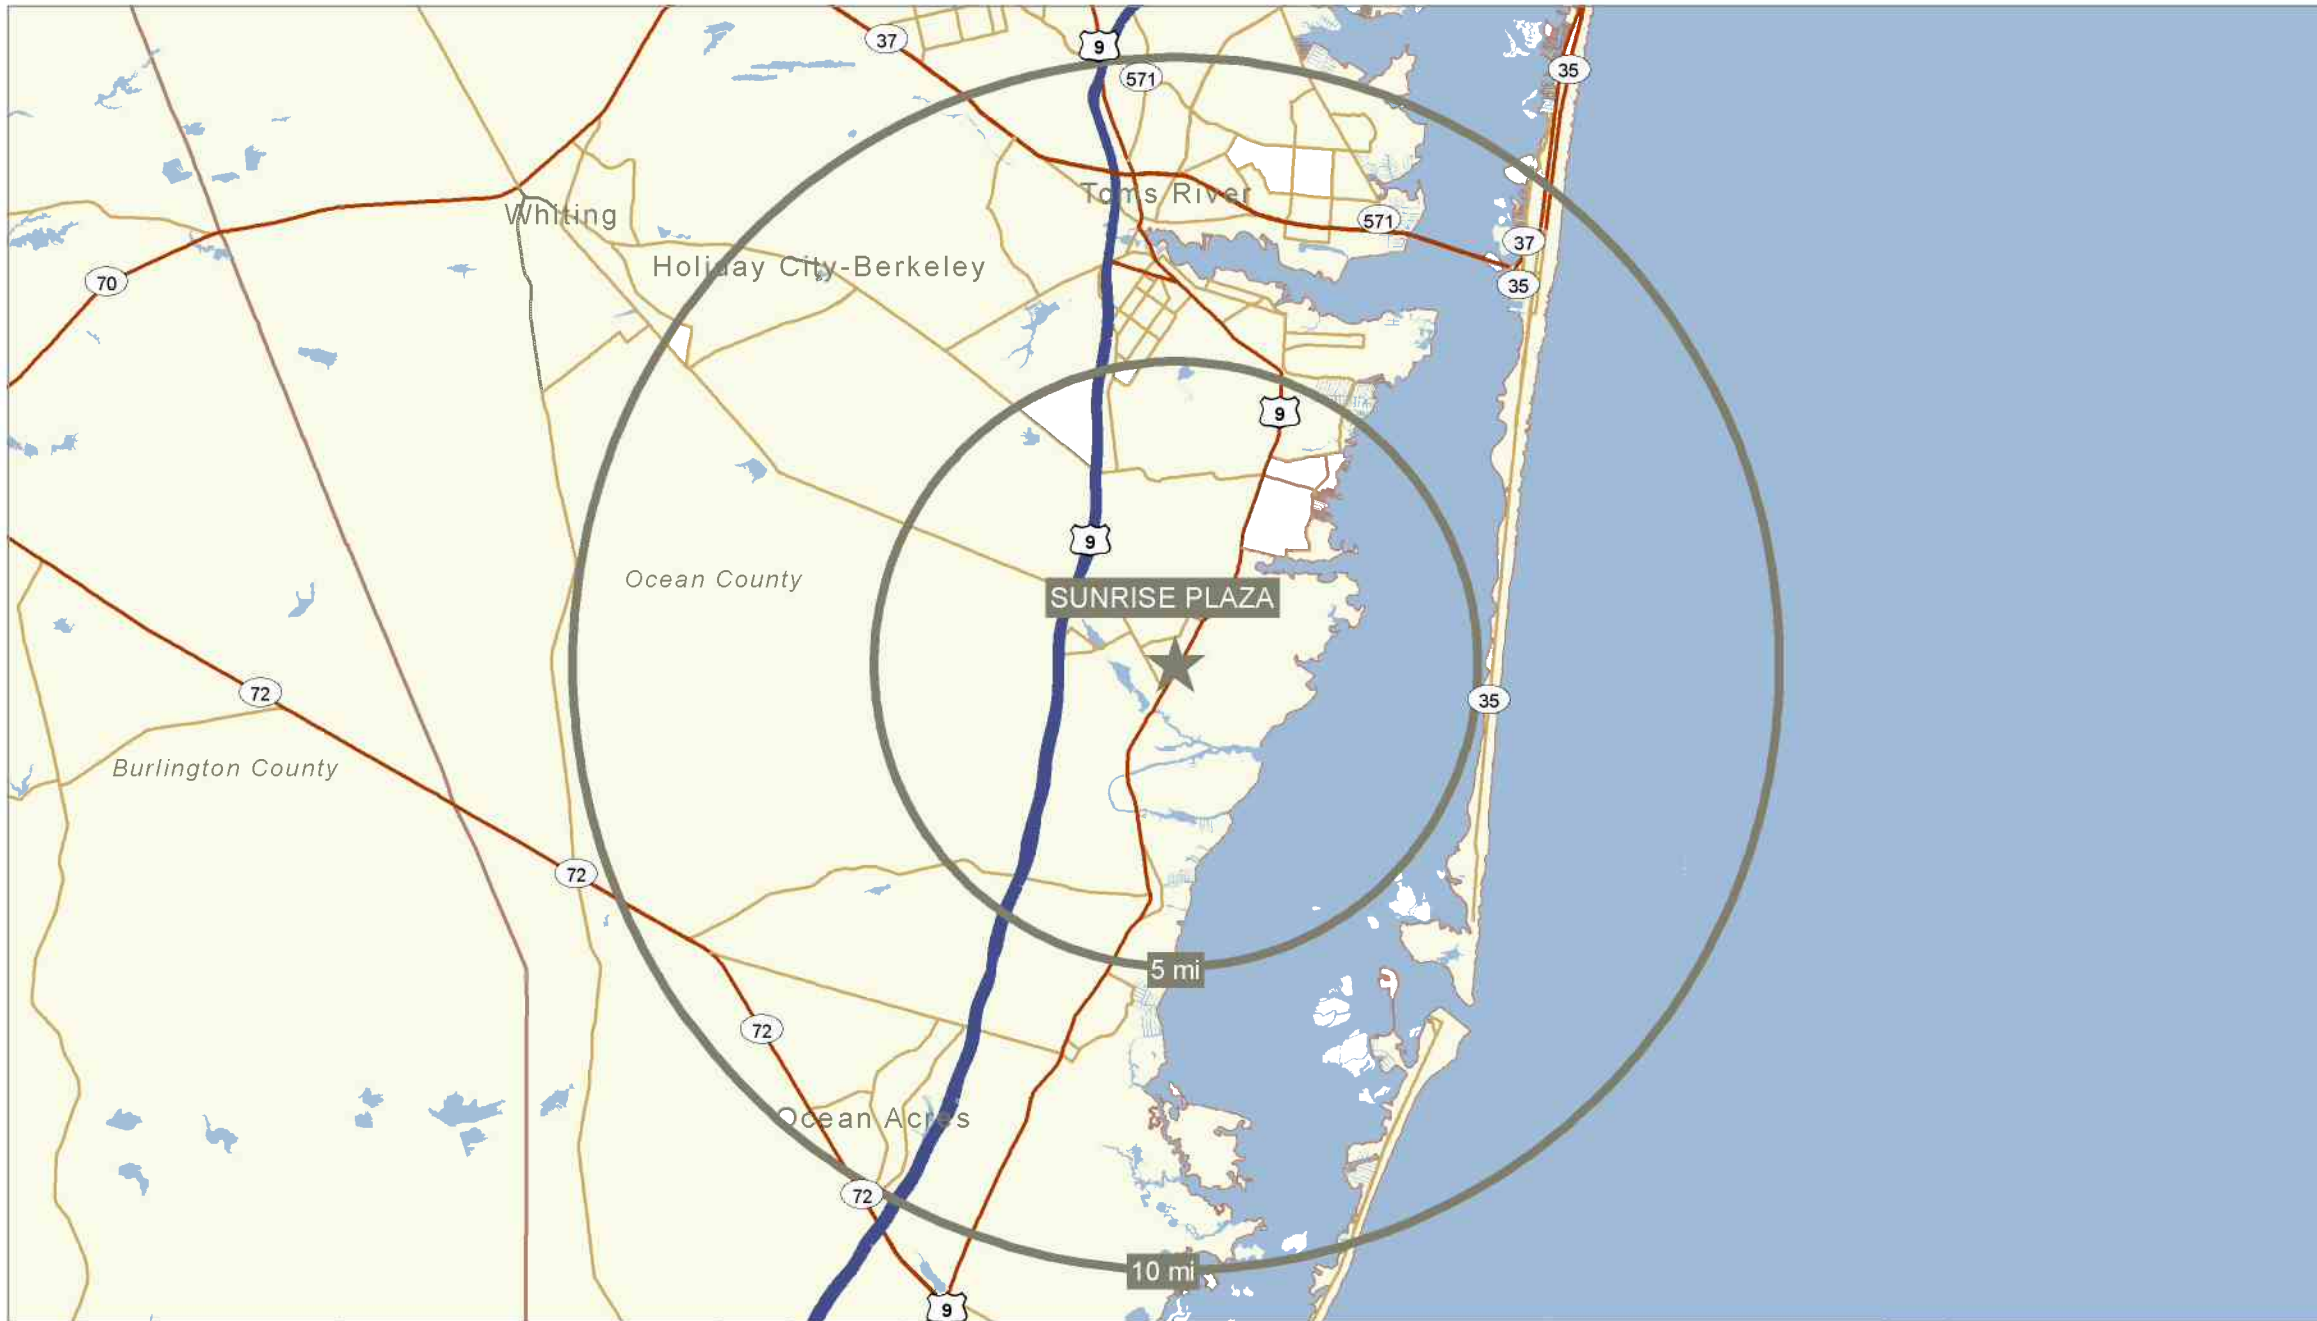 37
9
571
35
Toms River
Whiting
571
37
Holiday City-Berkeley
70
35
9
9
Ocean County
SUNRISE PLAZA
72
35
Burlington County
72
5 mi
72
Ocean Acres
72
10 mi
9